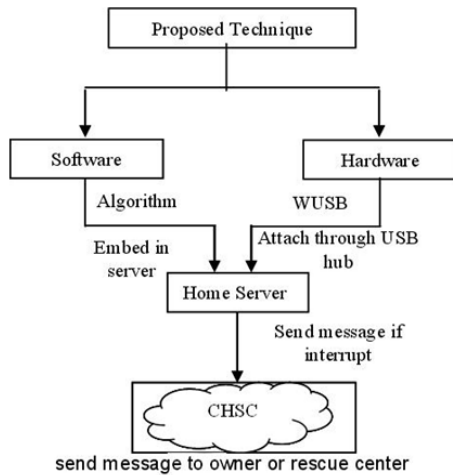 Proposed Technique
Software
Hardware
Algorithm
WUSB
Embed in
server
Attach through USB
hub
Home Server
Send message if
interrupt
CHSC
send message to owner or rescue center